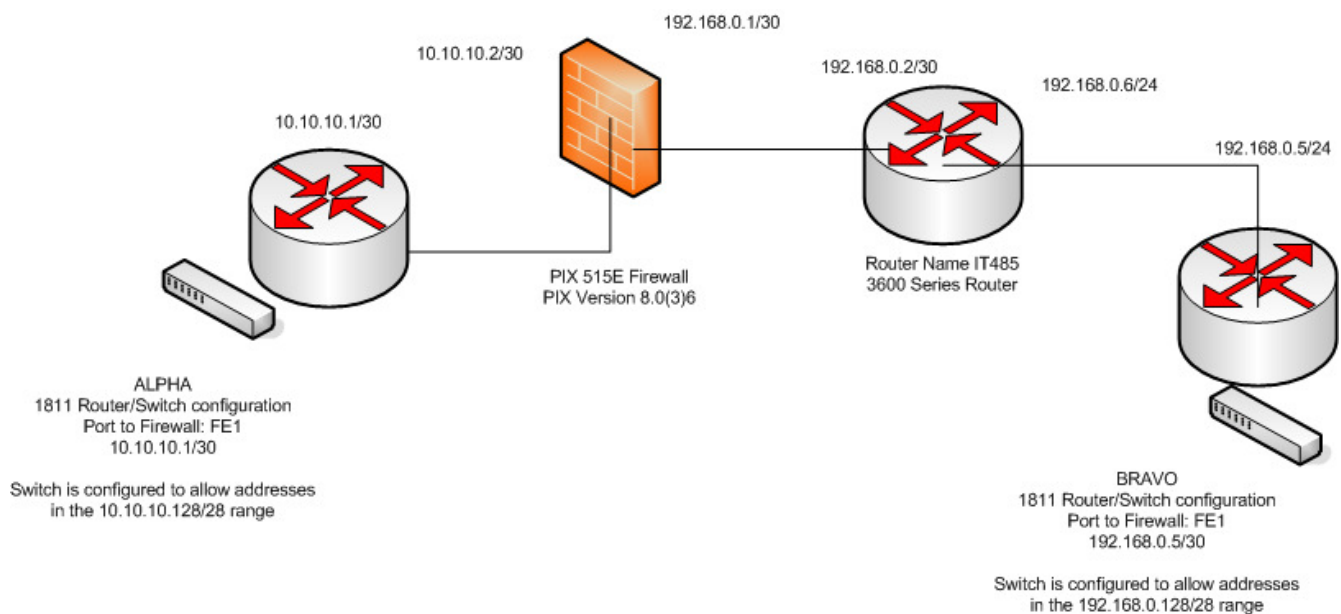 192.168.0.1/30
10.10.10.2/30
192.168.0.2/30
192.168.0.6/24
10.10.10.1/30
192.168.0.5/24
PIX 515E Firewall
PIX Version 8.0(3)6
Router Name IT485
3600 Series Router
ALPHA
1811 Router/Switch configuration
Port to Firewall: FE1
10.10.10.1/30
Switch is configured to allow addresses
in the 10.10.10.128/28 range
BRAVO
1811 Router/Switch configuration
Port to Firewall: FE1
192.168.0.5/30
Switch is configured to allow addresses
in the 192.168.0.128/28 range